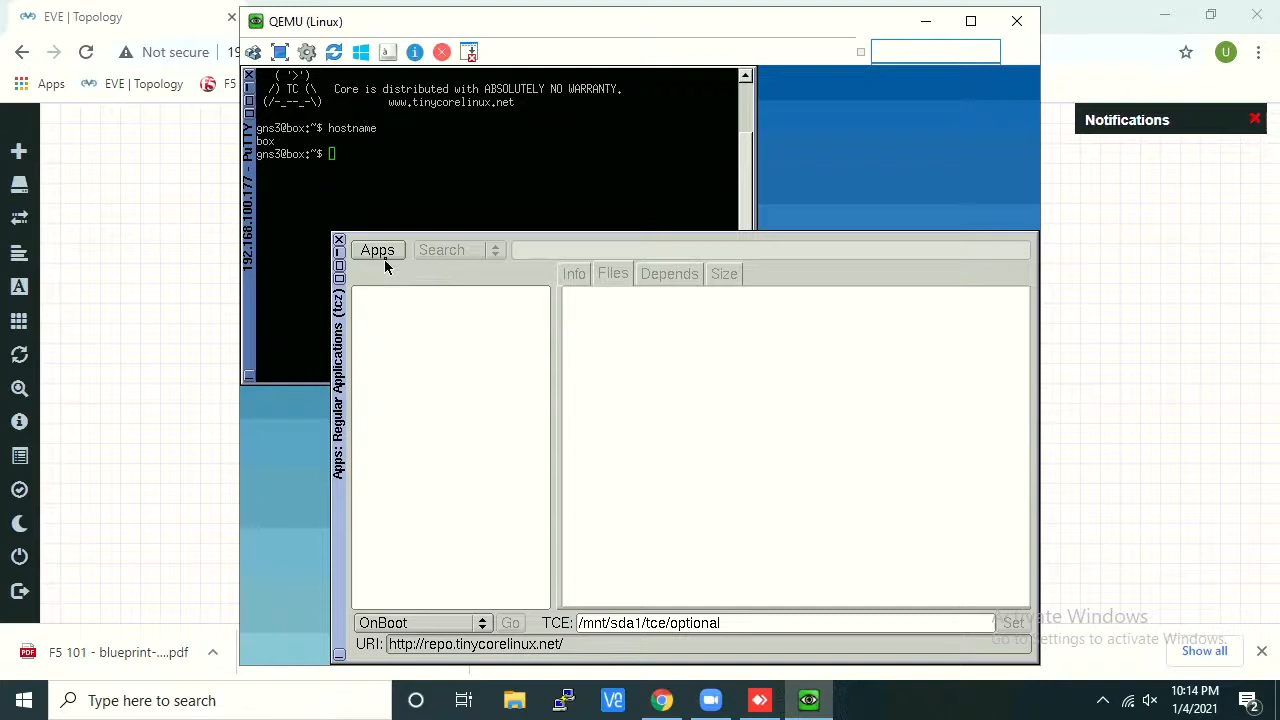 EVE | Topology
QEMU (Linux)
Not secure
19
Apps
EVE | Topology
F5
U
( '>')
/) TC (\ Core is distributed with ABSOLUTELY NO WARRANTY.
(/-_--_-\) www.tinycorelinux.net
gns3@box:~$ hostname
box
gns3@box:~$
192.168.100.177 - PuTTY
Notifications
Apps: Regular Applications (tcz)
Apps
Search
Info
Files
Depends
Size
OnBoot
Go
TCE:
/mnt/sda1/tce/optional
Set
URI:
http://repo.tinycorelinux.net/
Activate Windows
Go to Settings to activate Windows.
F5 101 - blueprint-....pdf
Show all
Type here to search
10:14 PM
1/4/2021
2